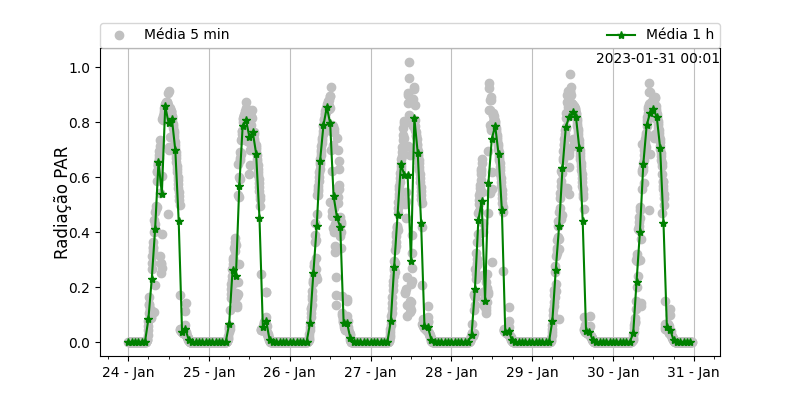 Média 5 min
Média 1 h
2023-01-31 00:01
Radiação PAR
1.0
0.8
0.6
0.4
0.2
0.0
24 - Jan
25 - Jan
26 - Jan
27 - Jan
28 - Jan
29 - Jan
30 - Jan
31 - Jan